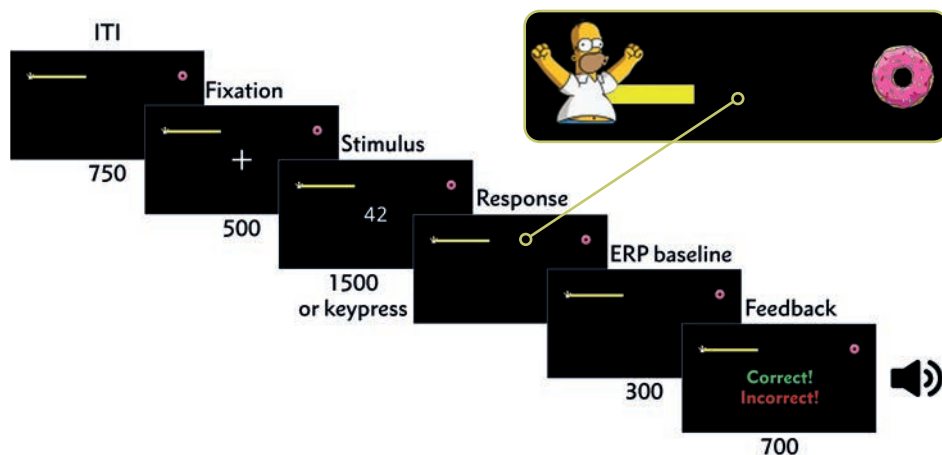 ITI
750
Fixation
500
Stimulus
42
1500
or keypress
Response
ERP baseline
300
Feedback
Correct!
Incorrect!
700